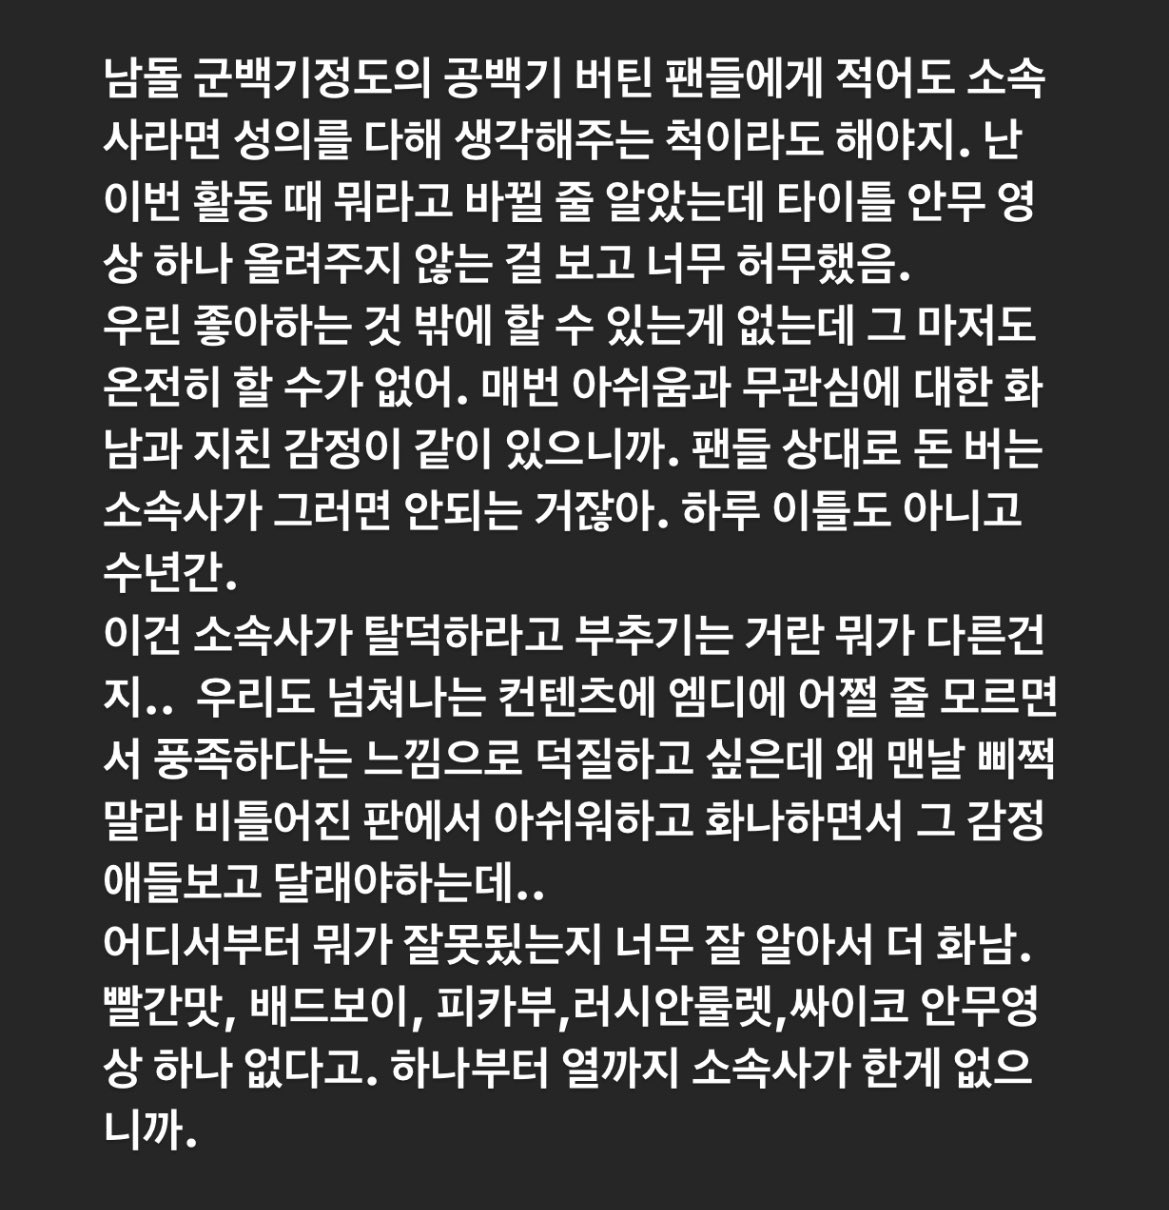 남돌 군백기정도의 공백기 버틴 팬들에게 적어도 소속
사라면 성의를 다해 생각해주는 척이라도 해야지. 난
이번 활동 때 뭐라고 바뀔 줄 알았는데 타이틀 안무 영
상 하나 올려주지 않는 걸 보고 너무 허무했음.
우린 좋아하는 것 밖에 할 수 있는게 없는데 그 마저도
온전히 할 수가 없어. 매번 아쉬움과 무관심에 대한 화
남과 지친 감정이 같이 있으니까. 팬들 상대로 돈 버는
소속사가 그러면 안되는 거잖아. 하루 이틀도 아니고
수년간.
이건 소속사가 탈덕하라고 부추기는 거란 뭐가 다른건
지.. 우리도 넘쳐나는 컨텐츠에 엠디에 어쩔 줄 모르면
서 풍족하다는 느낌으로 덕질하고 싶은데 왜 맨날 삐쩍
말라 비틀어진 판에서 아쉬워하고 화나하면서 그 감정
애들보고 달래야하는데..
어디서부터 뭐가 잘못됬는지 너무 잘 알아서 더 화남.
빨간맛, 배드보이, 피카부,러시안룰렛,싸이코 안무영
상 하나 없다고. 하나부터 열까지 소속사가 한게 없으
니까.